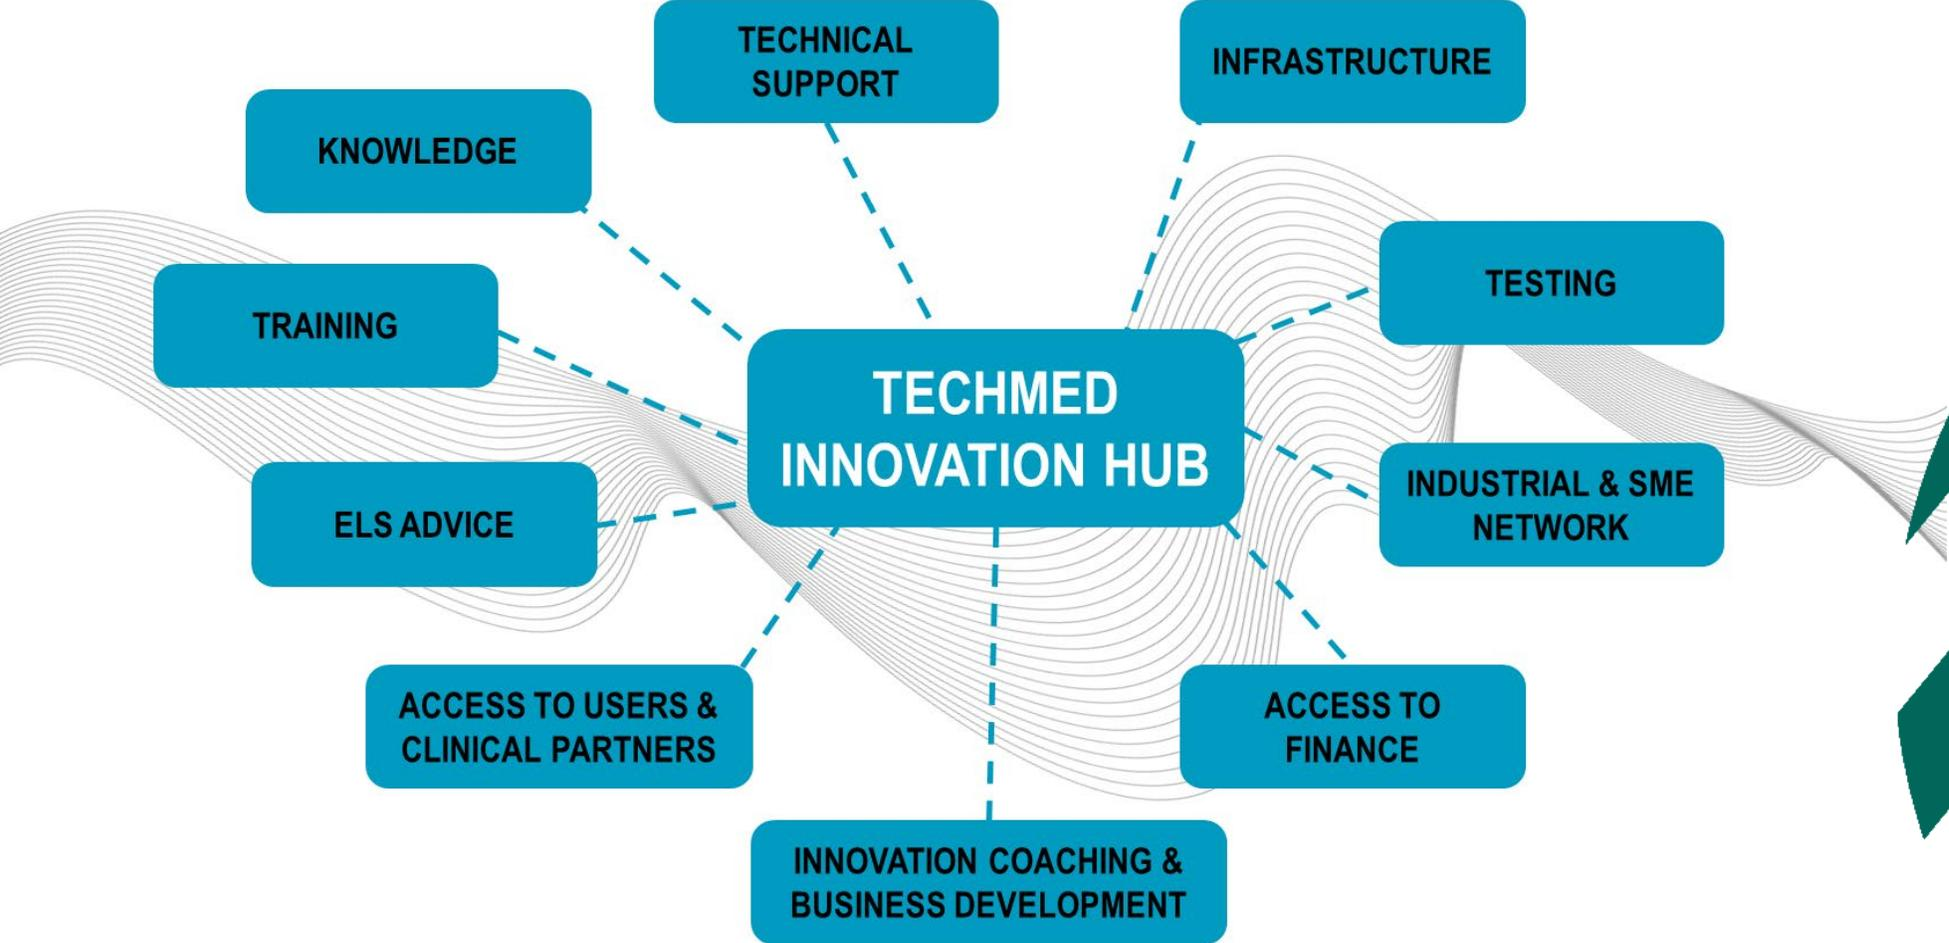 TECHNICAL
SUPPORT
INFRASTRUCTURE
KNOWLEDGE
TESTING
TRAINING
TECHMED
INNOVATION HUB
INDUSTRIAL & SME
NETWORK
ELS ADVICE
ACCESS TO USERS &
CLINICAL PARTNERS
ACCESS TO
FINANCE
INNOVATION COACHING &
BUSINESS DEVELOPMENT